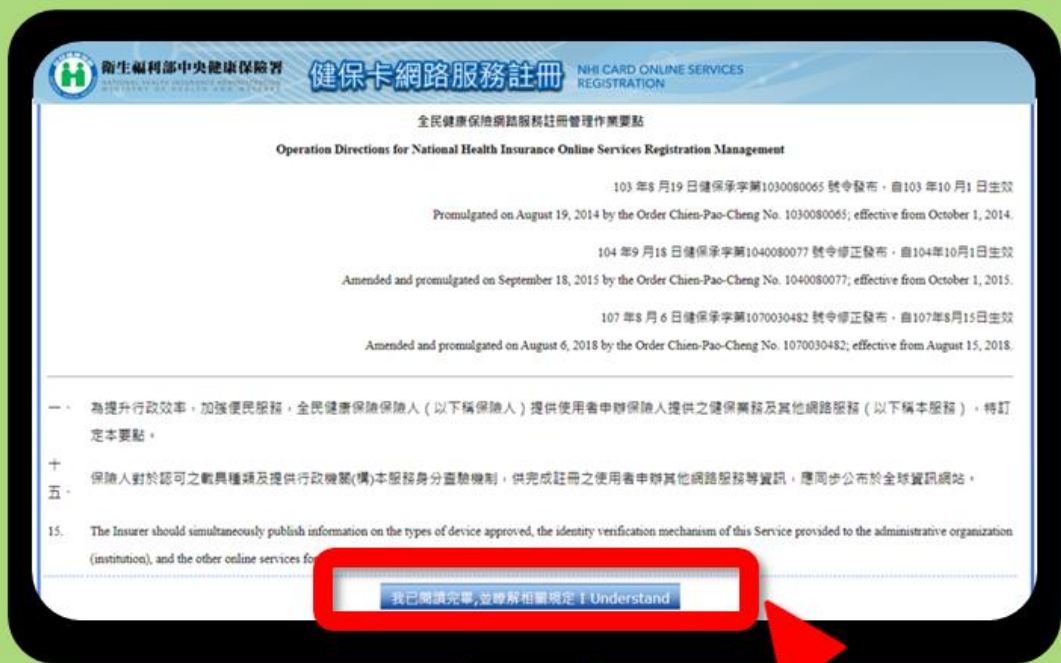 衛生福利部中央健康保險署
健保卡網路服務註冊 NHI CARD ONLINE SERVICES
REGISTRATION
全民健康保險網路服務註冊管理作業要點
Operation Directions for National Health Insurance Online Services Registration Management
103 年8 月19 日健保承字第1030080065 號令發布，自103 年10 月1 日生效
Promulgated on August 19, 2014 by the Order Chien-Pao-Cheng No. 1030080065; effective from October 1, 2014.
104 年9 月18 日健保承字第1040080077 號令修正發布，自104年10月1日生效
Amended and promulgated on September 18, 2015 by the Order Chien-Pao-Cheng No. 1040080077; effective from October 1, 2015.
107 年8 月 6 日健保承字第1070030482 號令修正發布，自107年8月15日生效
Amended and promulgated on August 6, 2018 by the Order Chien-Pao-Cheng No. 1070030482; effective from August 15, 2018.
一、 為提升行政效率，加強便民服務，全民健康保險保險人（以下稱保險人）提供使用者申辦保險人提供之健保業務及其他網路服務（以下稱本服務），特訂
定本要點。
十五、 保險人對於認可之載具種類及提供行政機關(構)本服務身分查驗機制，供完成註冊之使用者申辦其他網路服務等資訊，應同步公布於全球資訊網站。
15. The Insurer should simultaneously publish information on the types of device approved, the identity verification mechanism of this Service provided to the administrative organization
(institution), and the other online services for
我已閱讀完畢,並瞭解相關規定 I Understand